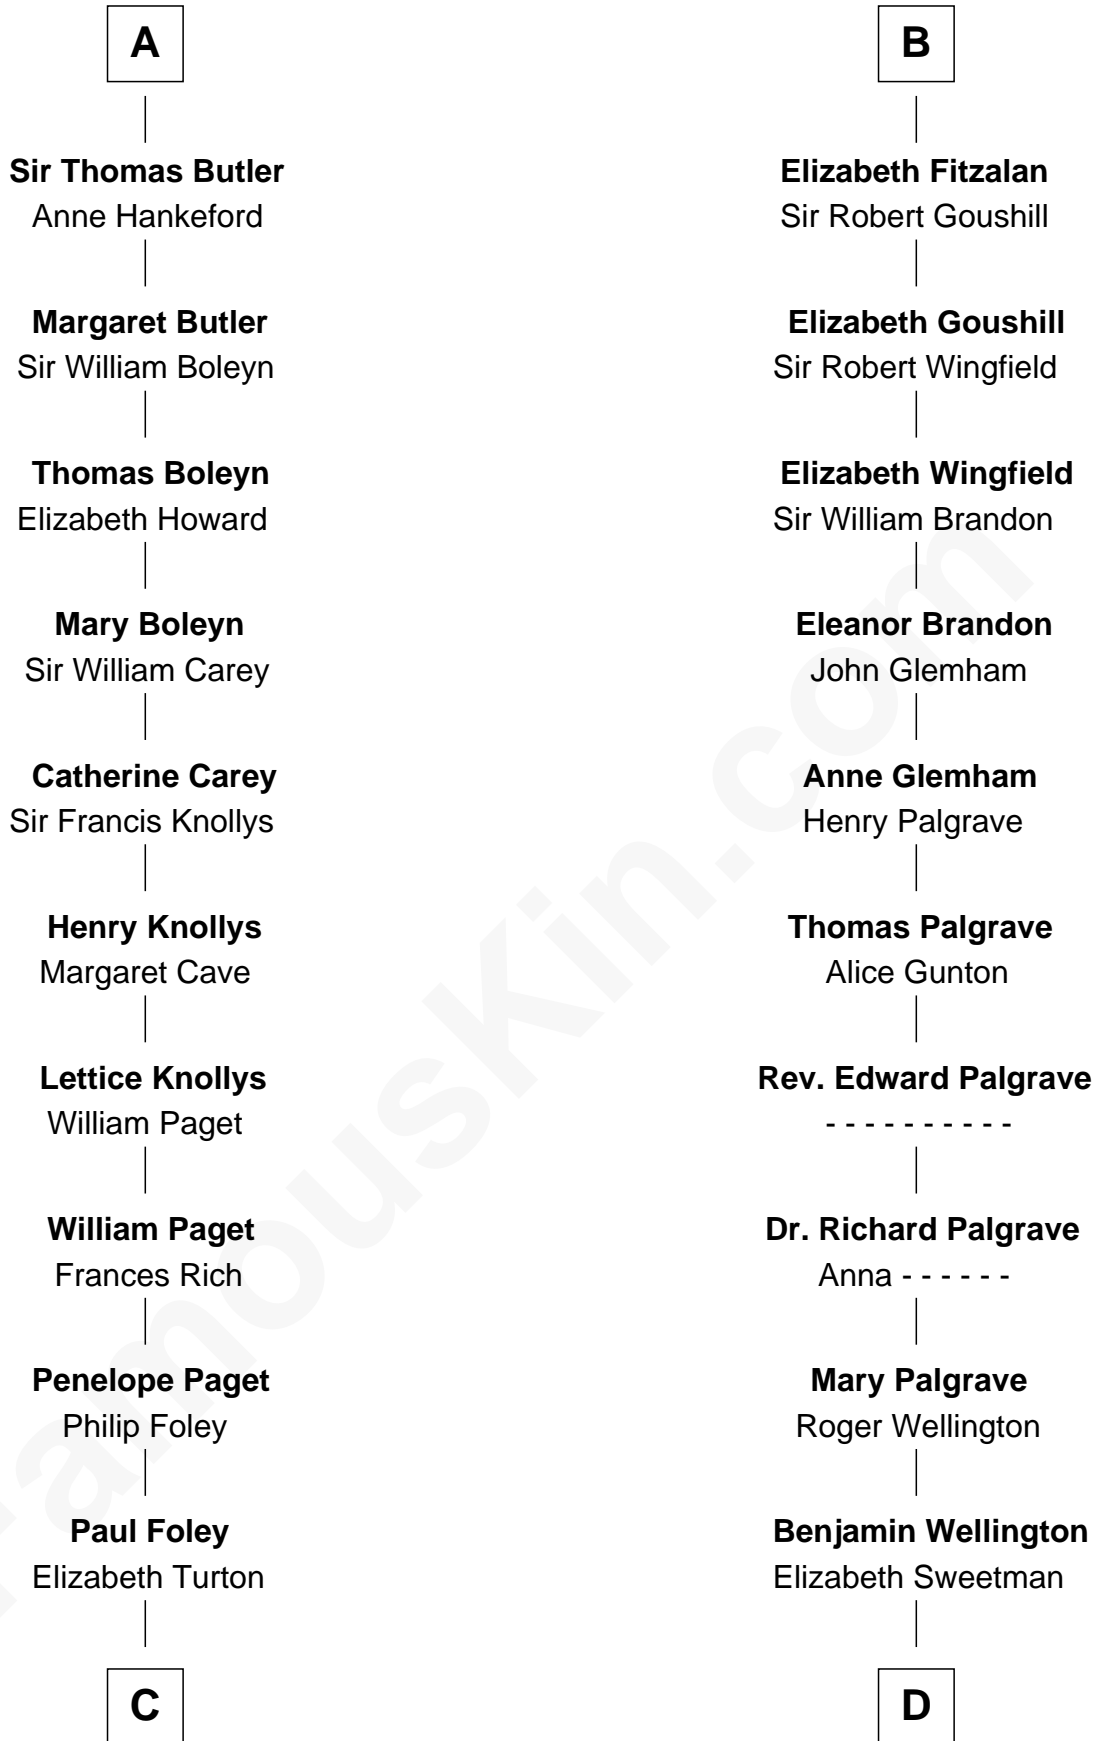 A
Sir Thomas Butler
Anne Hankeford
Margaret Butler
Sir William Boleyn
Thomas Boleyn
Elizabeth Howard
Mary Boleyn
Sir William Carey
Catherine Carey
Sir Francis Knollys
Henry Knollys
Margaret Cave
Lettice Knollys
William Paget
William Paget
Frances Rich
Penelope Paget
Philip Foley
Paul Foley
Elizabeth Turton
C
B
Elizabeth Fitzalan
Sir Robert Goushill
Elizabeth Goushill
Sir Robert Wingfield
Elizabeth Wingfield
Sir William Brandon
Eleanor Brandon
John Glemham
Anne Glemham
Henry Palgrave
Thomas Palgrave
Alice Gunton
Rev. Edward Palgrave
- - - - - - - - - -
Dr. Richard Palgrave
Anna - - - - - -
Mary Palgrave
Roger Wellington
Benjamin Wellington
Elizabeth Sweetman
D
FamousKin.com